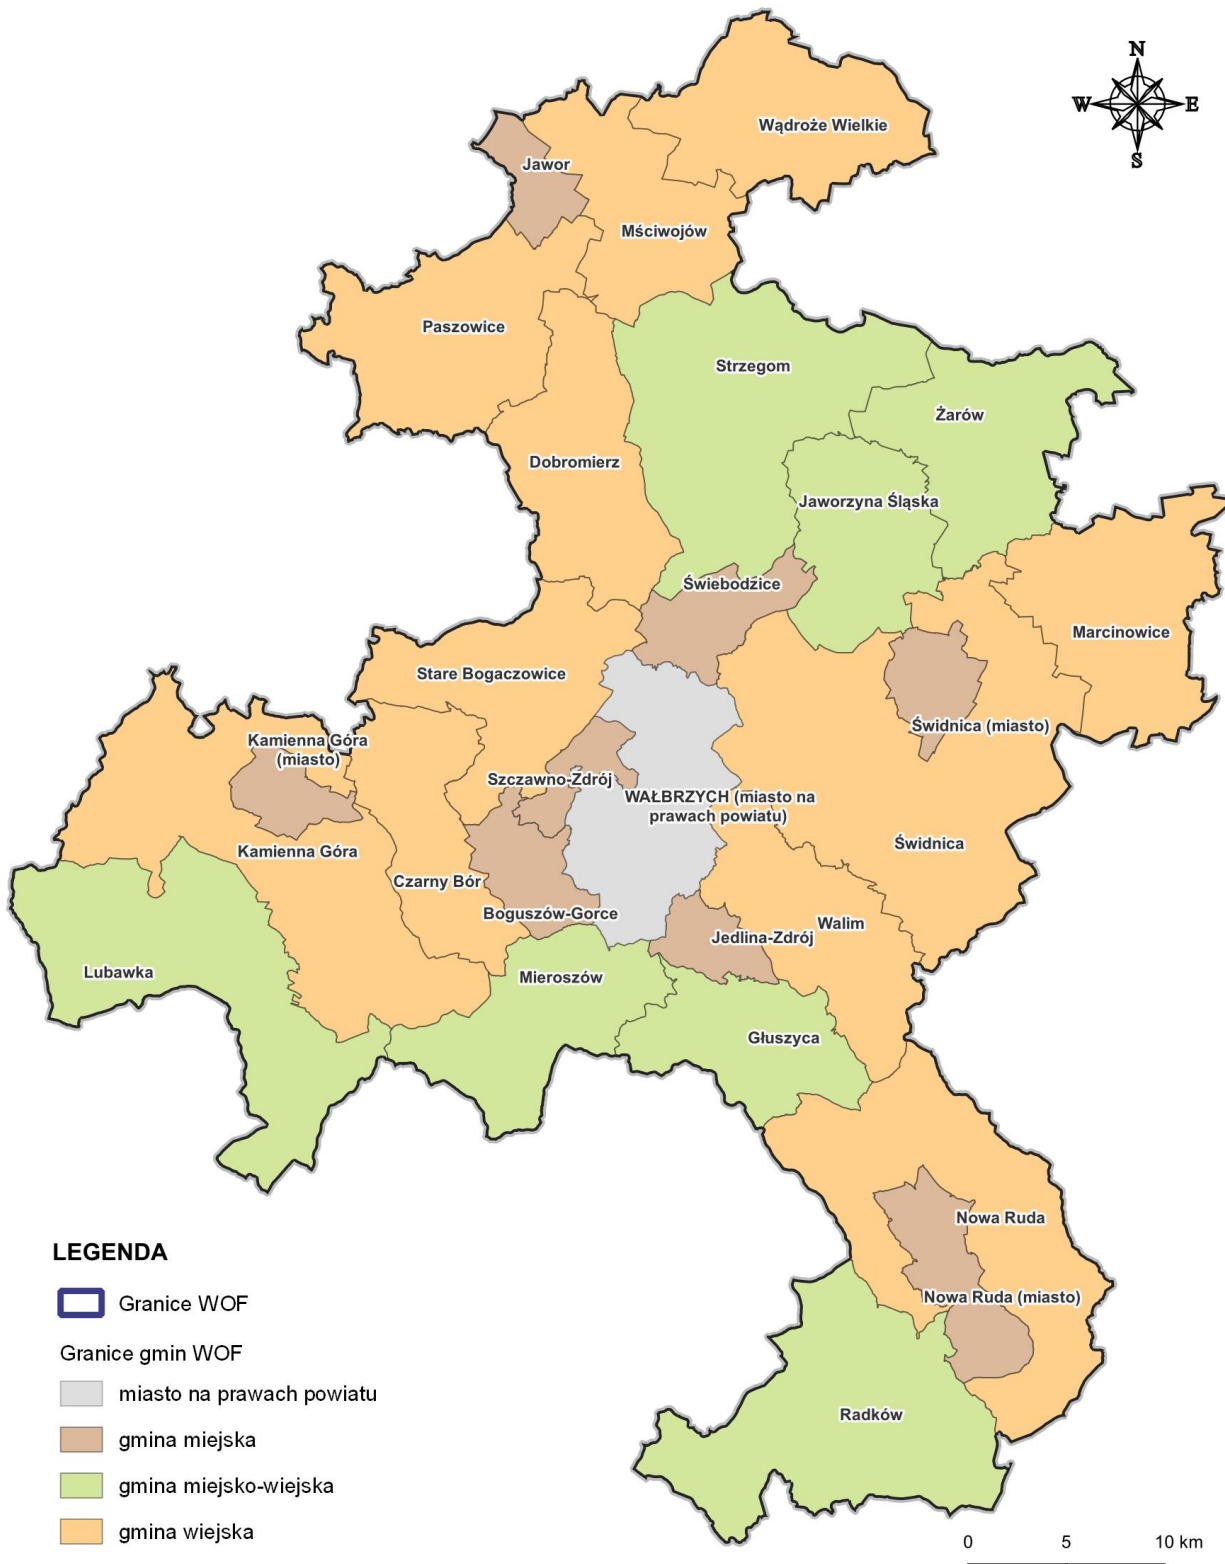 N
W E
S
Wądroże Wielkie
Jawor
Mściwojów
Paszowice
Strzegom
Żarów
Dobromierz
Jaworzyna Śląska
Świebodzice
Marcinowice
Stare Bogaczowice
Świdnica (miasto)
Kamienna Góra
(miasto)
Szczawno-Zdrój
WAŁBRZYCH (miasto na
prawach powiatu)
Świdnica
Kamienna Góra
Czarny Bór
Boguszów-Gorce
Walim
Jedlina-Zdrój
Lubawka
Mieroszów
Głuszyca
Nowa Ruda
Nowa Ruda (miasto)
Radków
LEGENDA
Granice WOF
Granice gmin WOF
miasto na prawach powiatu
gmina miejska
gmina miejsko-wiejska
gmina wiejska
0 5 10 km